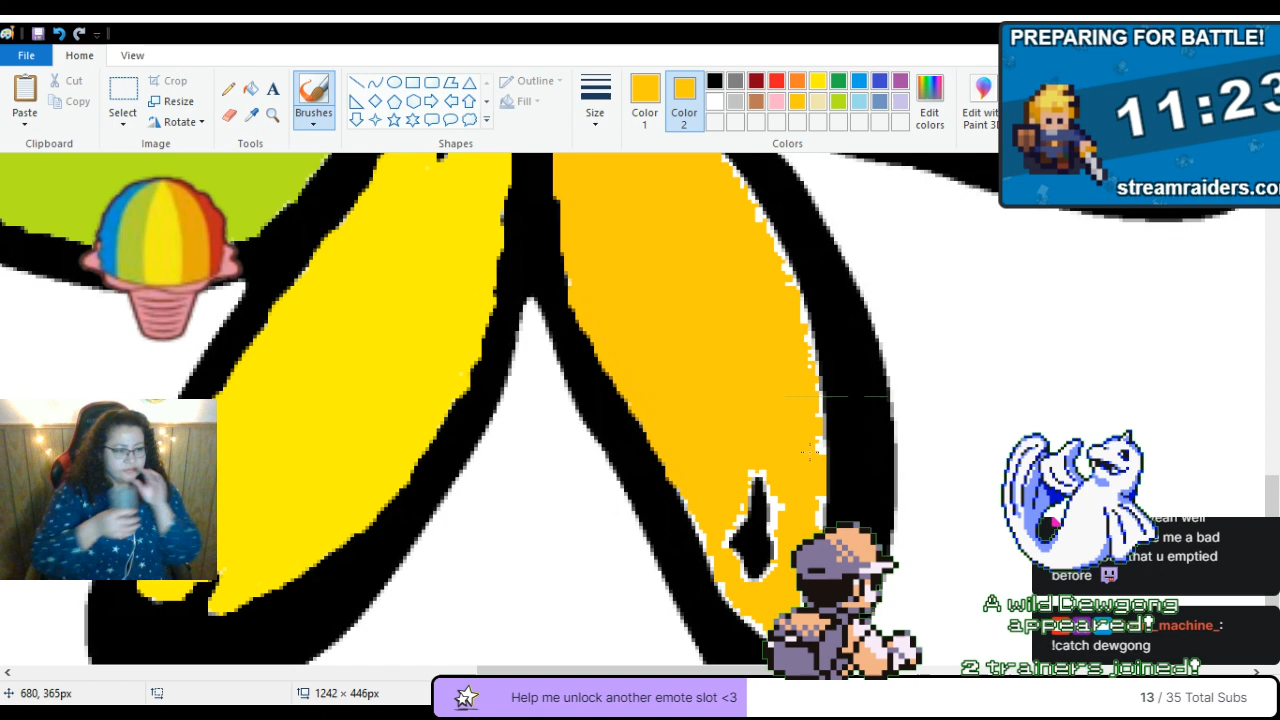 File
Home
View
PREPARING FOR BATTLE!
Paste
Cut
Copy
Clipboard
Select
Crop
Resize
Rotate
Image
Tools
A
Brushes
Shapes
Outline
Fill
Size
Color 1
Color 2
Edit colors
Colors
Edit with
Paint 3D
11:23
streamraiders.co
well
me a bad
that u emptied
before
_machine_:
!catch dewgong
A wild Dewgong
appeared!
2 trainers joined!
680, 365px
1242 × 446px
Help me unlock another emote slot <3
13 / 35 Total Subs